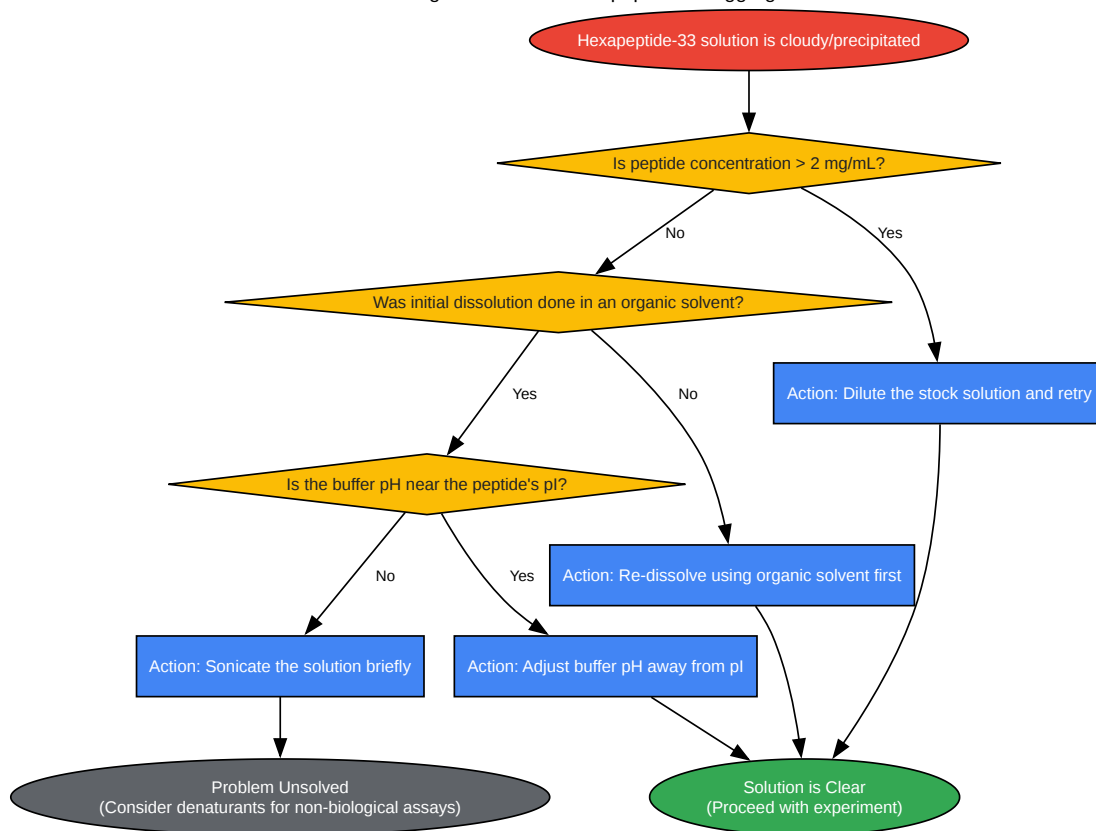 Hexapeptide-33 solution is cloudy/precipitated
Is peptide concentration > 2 mg/mL?
No
Yes
Was initial dissolution done in an organic solvent?
Action: Dilute the stock solution and retry
Yes
No
Is the buffer pH near the peptide's pI?
Action: Re-dissolve using organic solvent first
No
Yes
Action: Sonicate the solution briefly
Action: Adjust buffer pH away from pI
Problem Unsolved
(Consider denaturants for non-biological assays)
Solution is Clear
(Proceed with experiment)